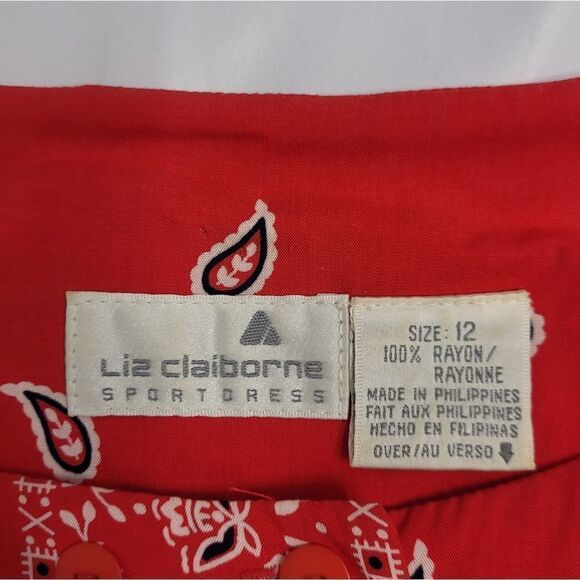 Liz claiborne
SPORTDRESS
SIZE: 12
100% RAYON/
RAYONNE
MADE IN PHILIPPINES
FAIT AUX PHILIPPINES
HECHO EN FILIPINAS
OVER/AU VERSO